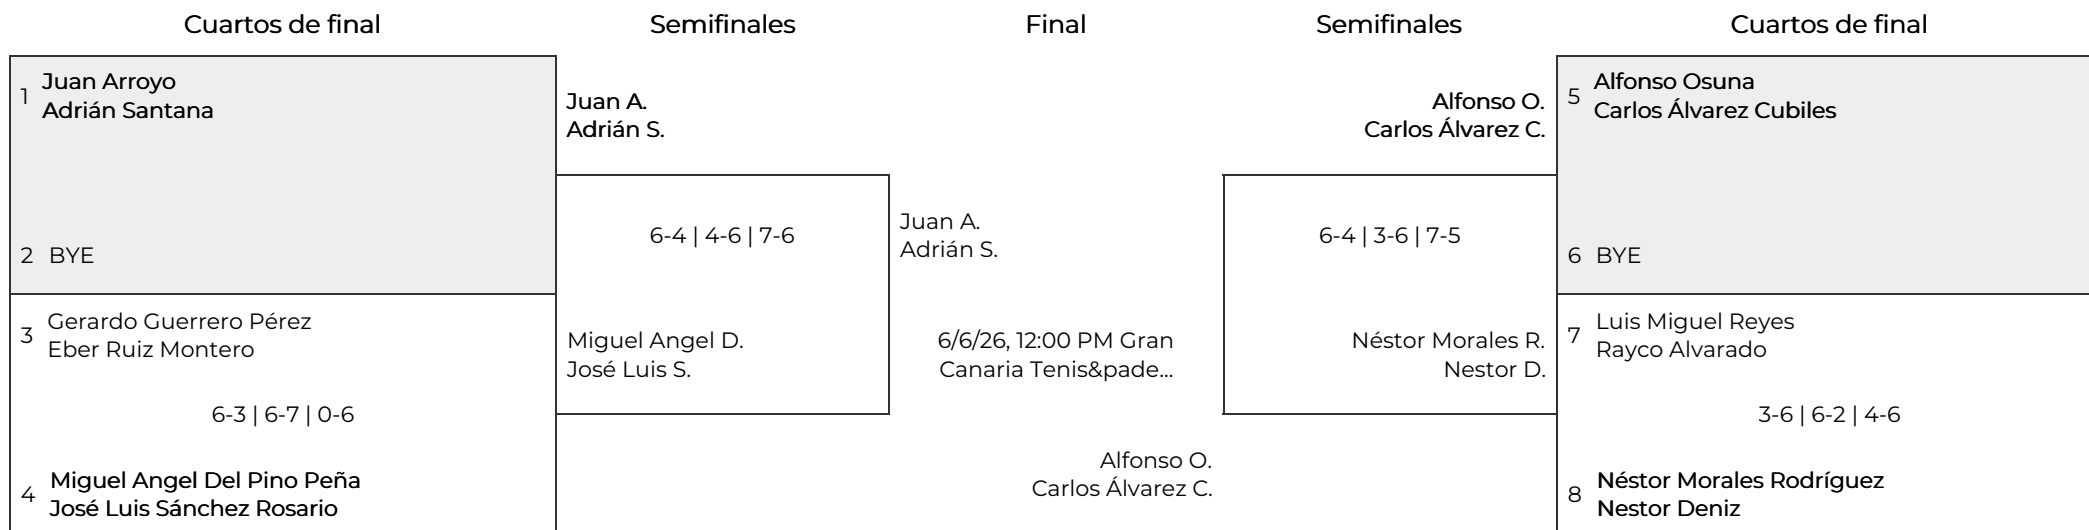 Cuartos de final
Semifinales
Final
Semifinales
Cuartos de final
1
Juan Arroyo
Adrián Santana
2 BYE
3
Gerardo Guerrero Pérez
Eber Ruiz Montero
6-3 | 6-7 | 0-6
4
Miguel Angel Del Pino Peña
José Luis Sánchez Rosario
Juan A.
Adrián S.
6-4 | 4-6 | 7-6
Miguel Angel D.
José Luis S.
Juan A.
Adrián S.
6/6/26, 12:00 PM Gran
Canaria Tenis&pade...
Alfonso O.
Carlos Álvarez C.
Alfonso O.
Carlos Álvarez C.
6-4 | 3-6 | 7-5
Néstor Morales R.
Nestor D.
5
Alfonso Osuna
Carlos Álvarez Cubiles
6 BYE
7
Luis Miguel Reyes
Rayco Alvarado
3-6 | 6-2 | 4-6
8
Néstor Morales Rodríguez
Nestor Deniz